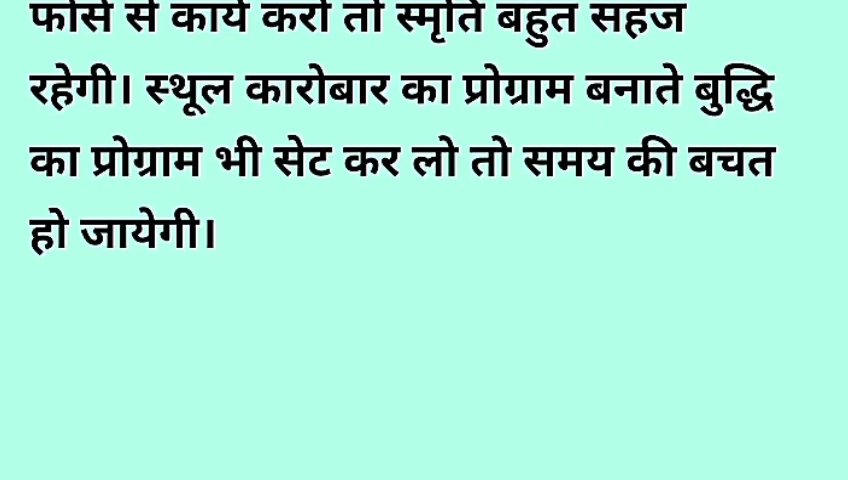 फोर्स से कार्य करो तो स्मृति बहुत सहज
रहेगी। स्थूल कारोबार का प्रोग्राम बनाते बुद्धि
का प्रोग्राम भी सेट कर लो तो समय की बचत
हो जायेगी।